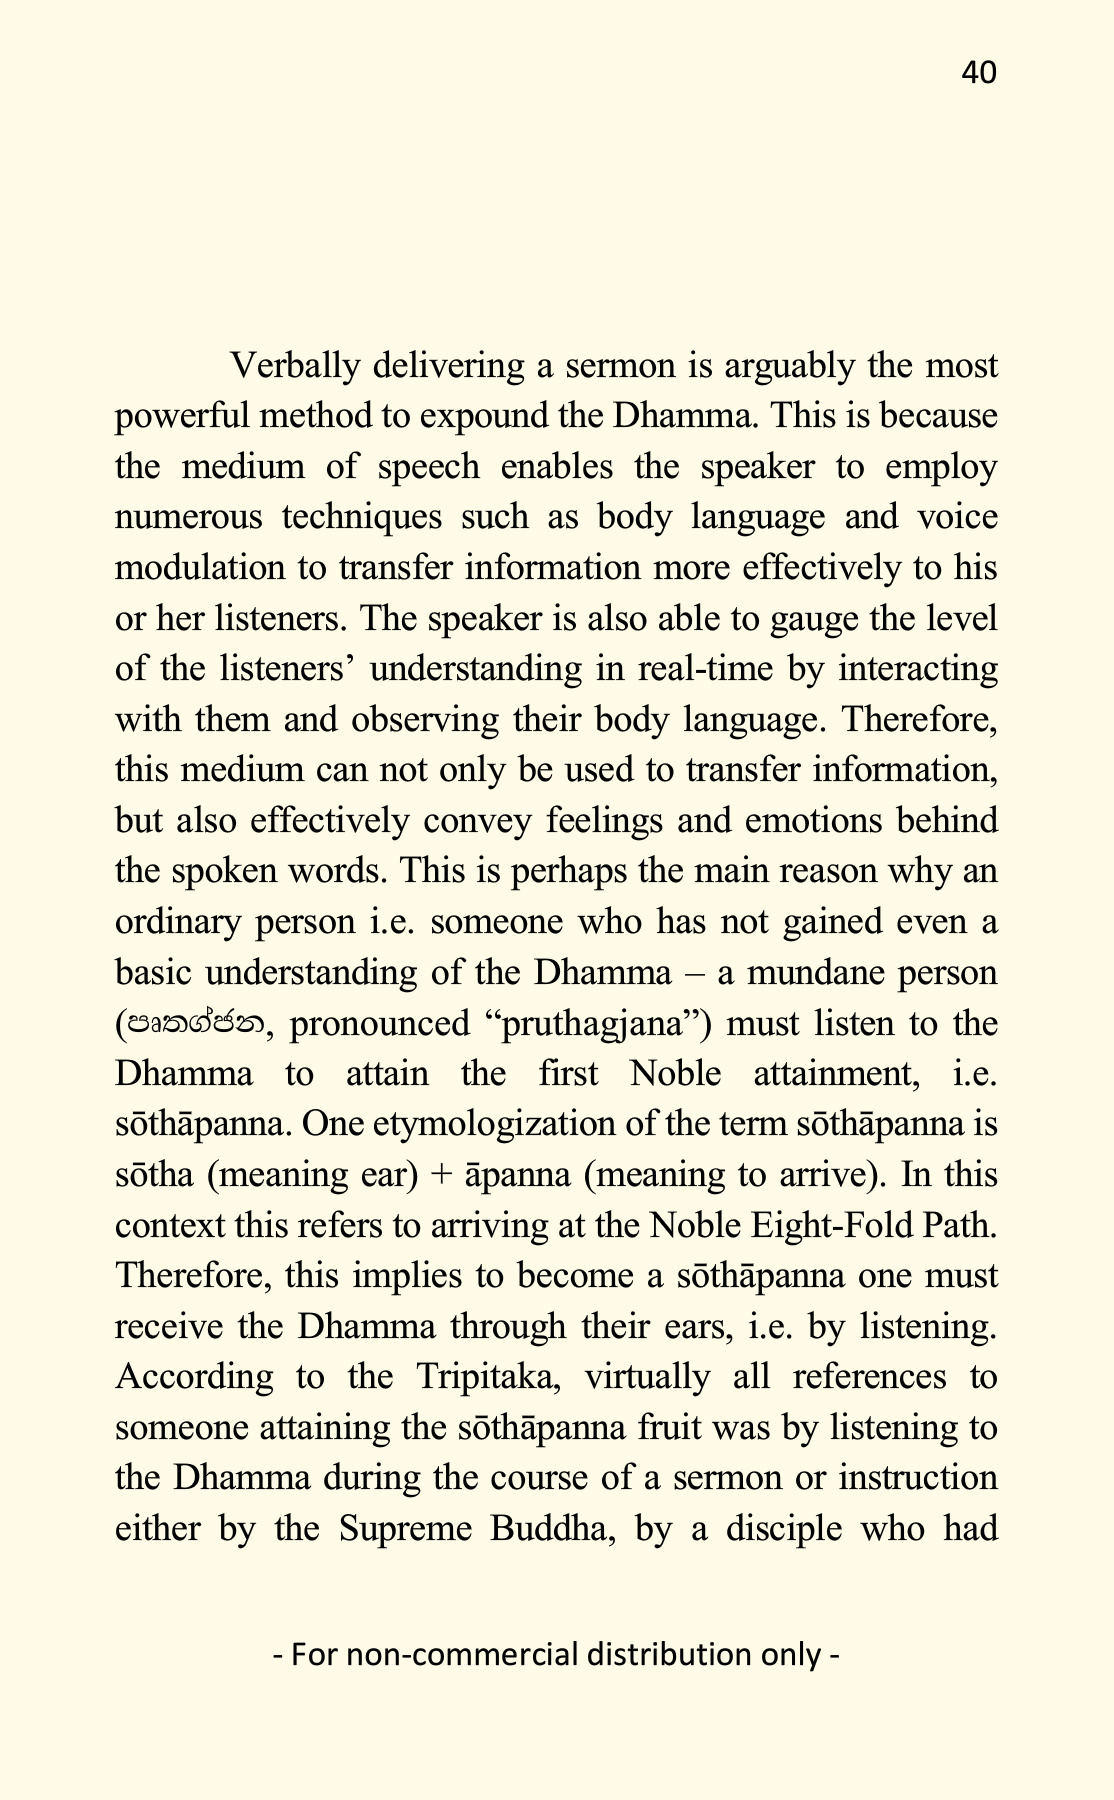 40
Verbally delivering a sermon is arguably the most
powerful method to expound the Dhamma. This is because
the medium of speech enables the speaker to employ
numerous techniques such as body language and voice
modulation to transfer information more effectively to his
or her listeners. The speaker is also able to gauge the level
of the listeners’ understanding in real-time by interacting
with them and observing their body language. Therefore,
this medium can not only be used to transfer information,
but also effectively convey feelings and emotions behind
the spoken words. This is perhaps the main reason why an
ordinary person i.e. someone who has not gained even a
basic understanding of the Dhamma – a mundane person
(පෘතග්ජන, pronounced “pruthagjana”) must listen to the
Dhamma to attain the first Noble attainment, i.e.
sōthāpanna. One etymologization of the term sōthāpanna is
sōtha (meaning ear) + āpanna (meaning to arrive). In this
context this refers to arriving at the Noble Eight-Fold Path.
Therefore, this implies to become a sōthāpanna one must
receive the Dhamma through their ears, i.e. by listening.
According to the Tripitaka, virtually all references to
someone attaining the sōthāpanna fruit was by listening to
the Dhamma during the course of a sermon or instruction
either by the Supreme Buddha, by a disciple who had
- For non-commercial distribution only -